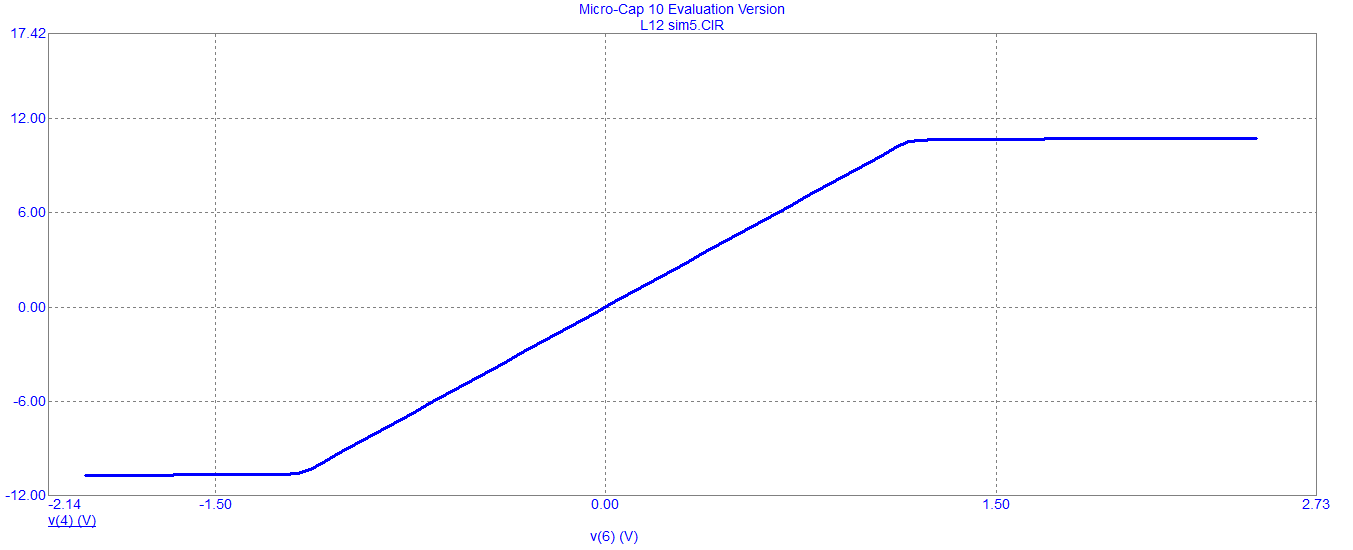 Micro-Cap 10 Evaluation Version
L12 sim5.CIR
17.42
12.00
6.00
0.00
-6.00
-12.00
-2.14 -1.50 0.00 1.50 2.73
v(4) (V)
v(6) (V)